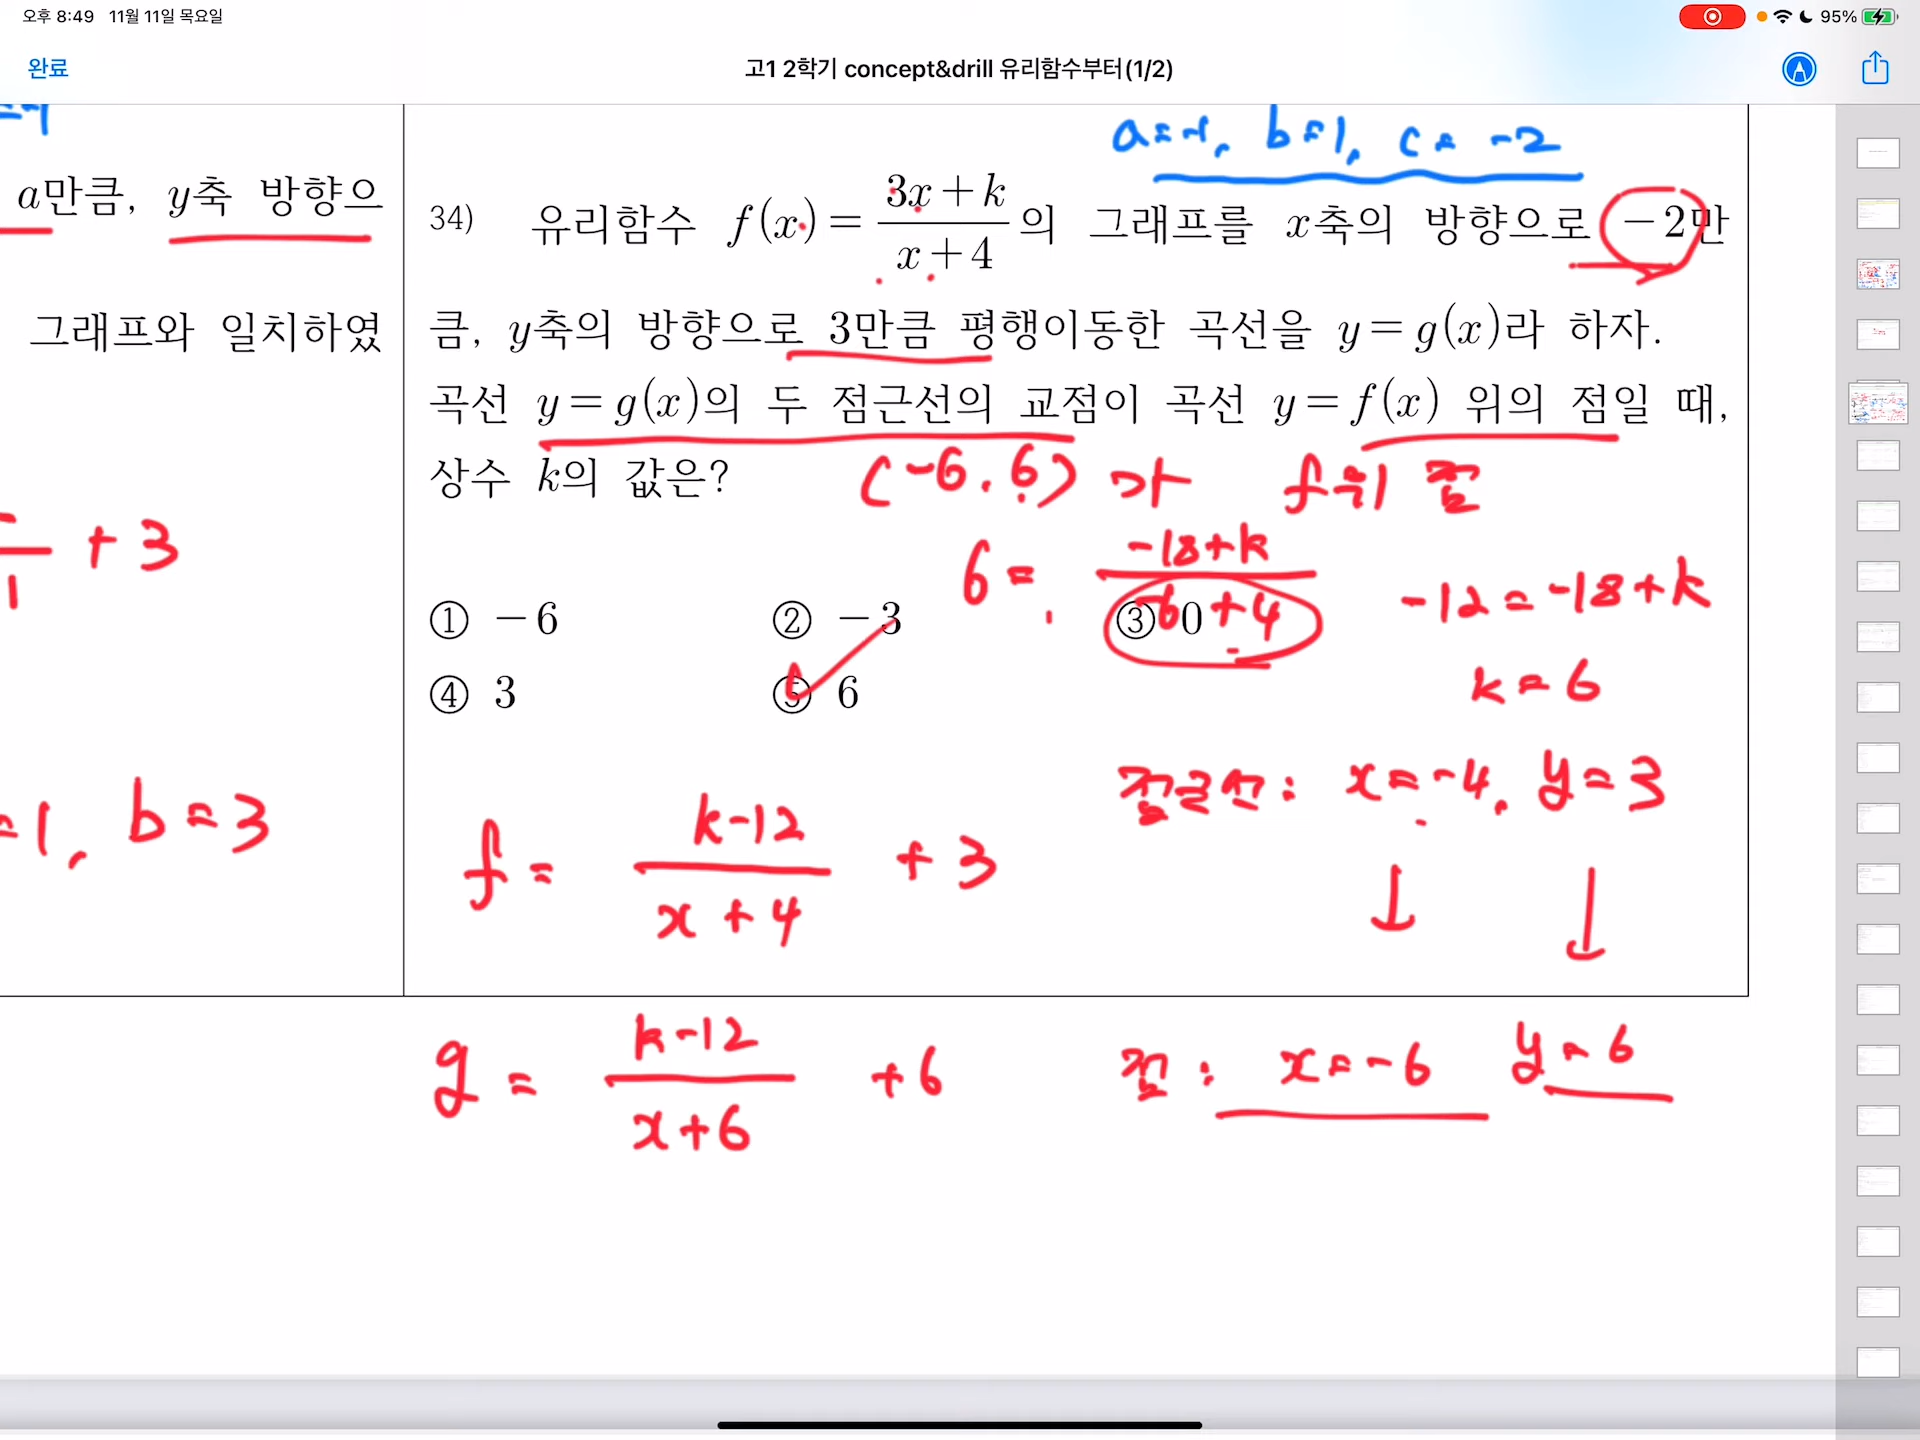 오후 8:49 11월 11일 목요일
95%
완료
고1 2학기 concept&drill 유리함수부터(1/2)
a=-1, b=1, c=-2
a만큼, y축 방향으
그래프와 일치하였
+3
1
=1, b=3
34) 유리함수 f(x)=\frac{3x+k}{x+4}의 그래프를 x축의 방향으로 -2만
큼, y축의 방향으로 3만큼 평행이동한 곡선을 y=g(x)라 하자.
곡선 y=g(x)의 두 점근선의 교점이 곡선 y=f(x) 위의 점일 때,
상수 k의 값은?
(-6, 6) 가 f위 점
6=\frac{-18+k}{-6+4}
-12=-18+k
k=6
① -6 ② -3 ③ 0
④ 3 ⑤ 6
점근선: x=-4, y=3
f=\frac{k-12}{x+4}+3
g=\frac{k-12}{x+6}+6
점: x=-6 y=6